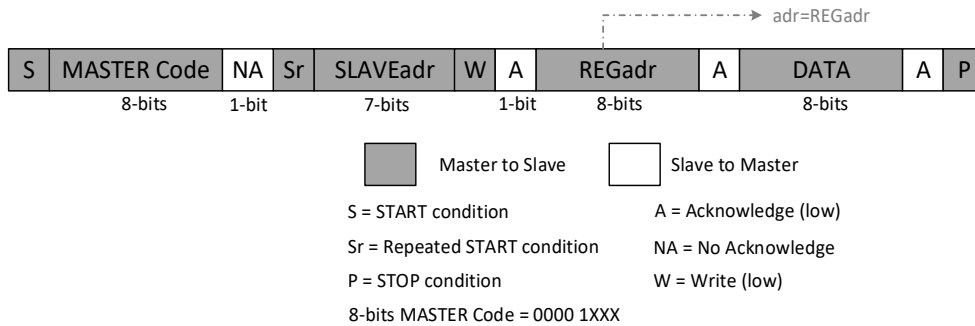 adr=REGadr
S MASTER Code NA Sr SLAVEadr W A REGadr A DATA A P
8-bits 1-bit 7-bits 1-bit 8-bits 8-bits
Master to Slave Slave to Master
S = START condition A = Acknowledge (low)
Sr = Repeated START condition NA = No Acknowledge
P = STOP condition W = Write (low)
8-bits MASTER Code = 0000 1XXX